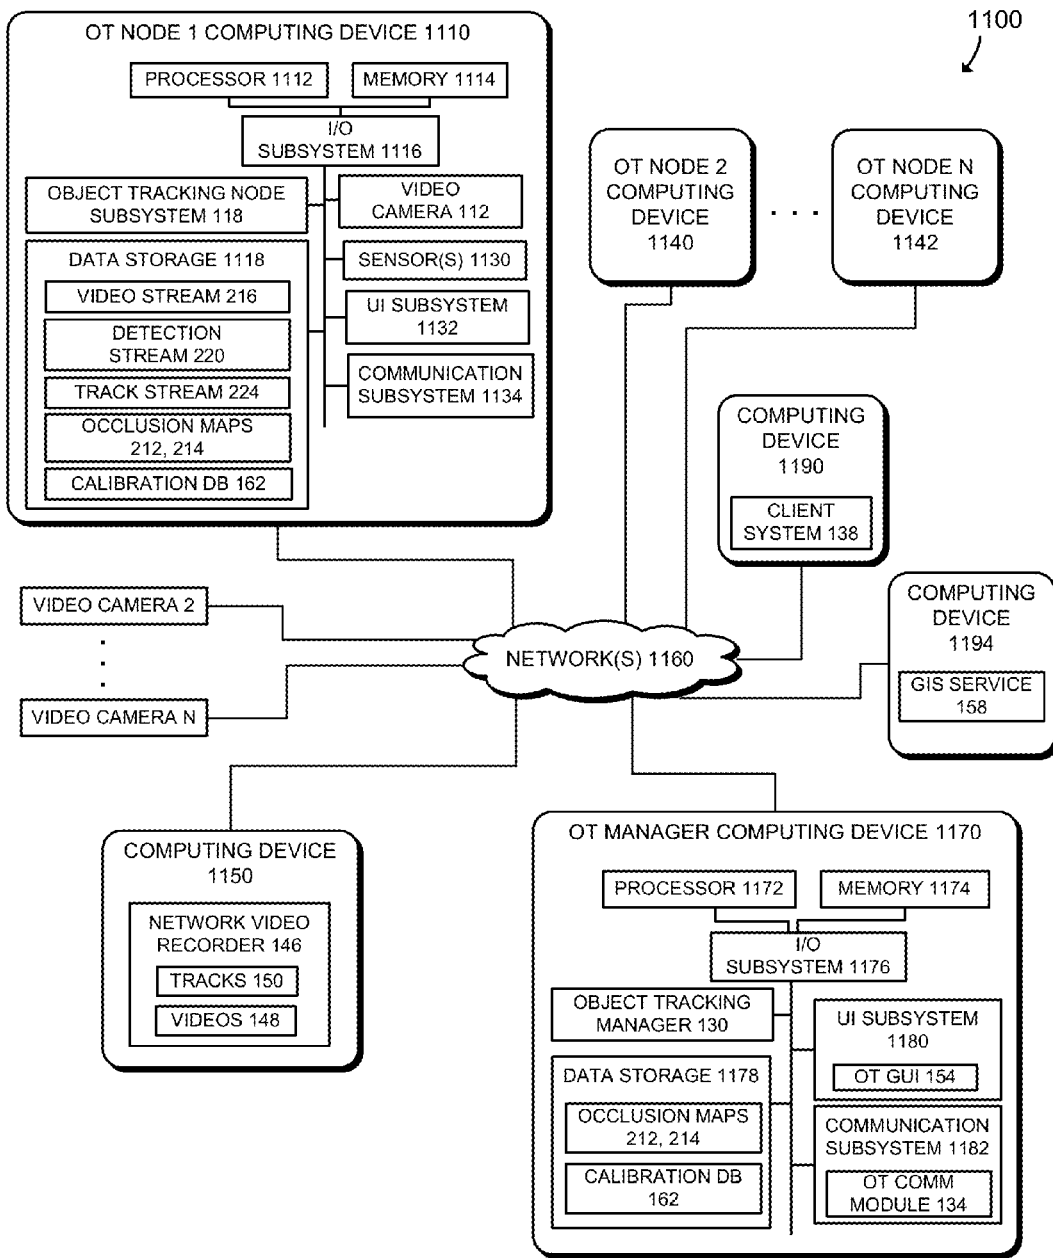 1100
OT NODE 1 COMPUTING DEVICE 1110
PROCESSOR 1112
MEMORY 1114
I/O
SUBSYSTEM 1116
OBJECT TRACKING NODE
SUBSYSTEM 118
VIDEO
CAMERA 112
DATA STORAGE 1118
SENSOR(S) 1130
VIDEO STREAM 216
UI SUBSYSTEM
1132
DETECTION
STREAM 220
TRACK STREAM 224
COMMUNICATION
SUBSYSTEM 1134
OCCLUSION MAPS
212, 214
CALIBRATION DB 162
OT NODE 2
COMPUTING
DEVICE
1140
. . .
OT NODE N
COMPUTING
DEVICE
1142
COMPUTING
DEVICE
1190
CLIENT
SYSTEM 138
COMPUTING
DEVICE
1194
GIS SERVICE
158
VIDEO CAMERA 2
.
.
.
VIDEO CAMERA N
NETWORK(S) 1160
COMPUTING DEVICE
1150
NETWORK VIDEO
RECORDER 146
TRACKS 150
VIDEOS 148
OT MANAGER COMPUTING DEVICE 1170
PROCESSOR 1172
MEMORY 1174
I/O
SUBSYSTEM 1176
OBJECT TRACKING
MANAGER 130
UI SUBSYSTEM
1180
OT GUI 154
DATA STORAGE 1178
OCCLUSION MAPS
212, 214
CALIBRATION DB
162
COMMUNICATION
SUBSYSTEM 1182
OT COMM
MODULE 134